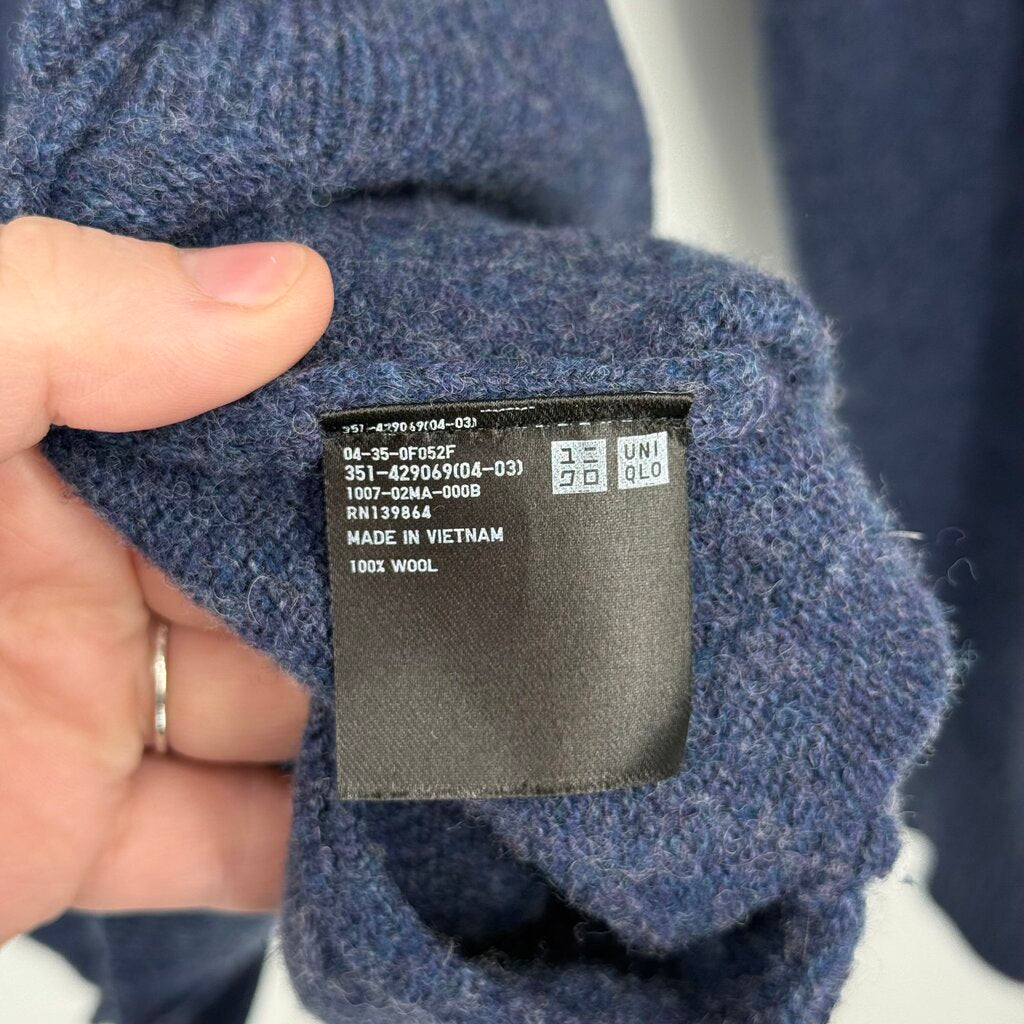 351-429069(04-03)
04-35-0F052F
351-429069(04-03)
1007-02MA-000B
RN139864
MADE IN VIETNAM
100% WOOL
ユニ
クロ
UNI
QLO